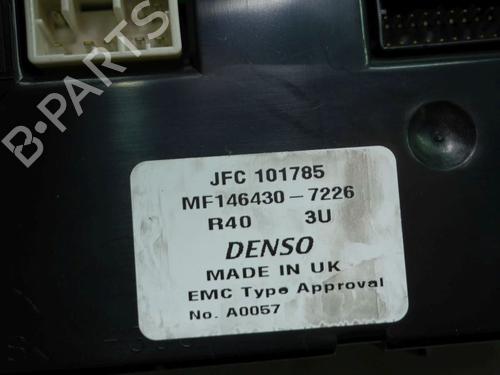 B-PARTS
JFC 101785
MF146430-7226
R40 3U
DENSO
MADE IN UK
EMC Type Approval
No. A0057